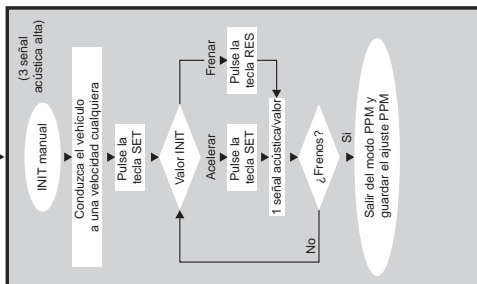 (3 señal
acústica alta)
INIT manual
Conduzca el vehículo
a una velocidad cualquiera
Pulse la
tecla SET
Valor INIT
Acelerar
Frenar
Pulse la
tecla SET
Pulse la
tecla RES
1 señal acústica/valor
¿Frenos?
No
Si
Salir del modo PPM y
guardar el ajuste PPM